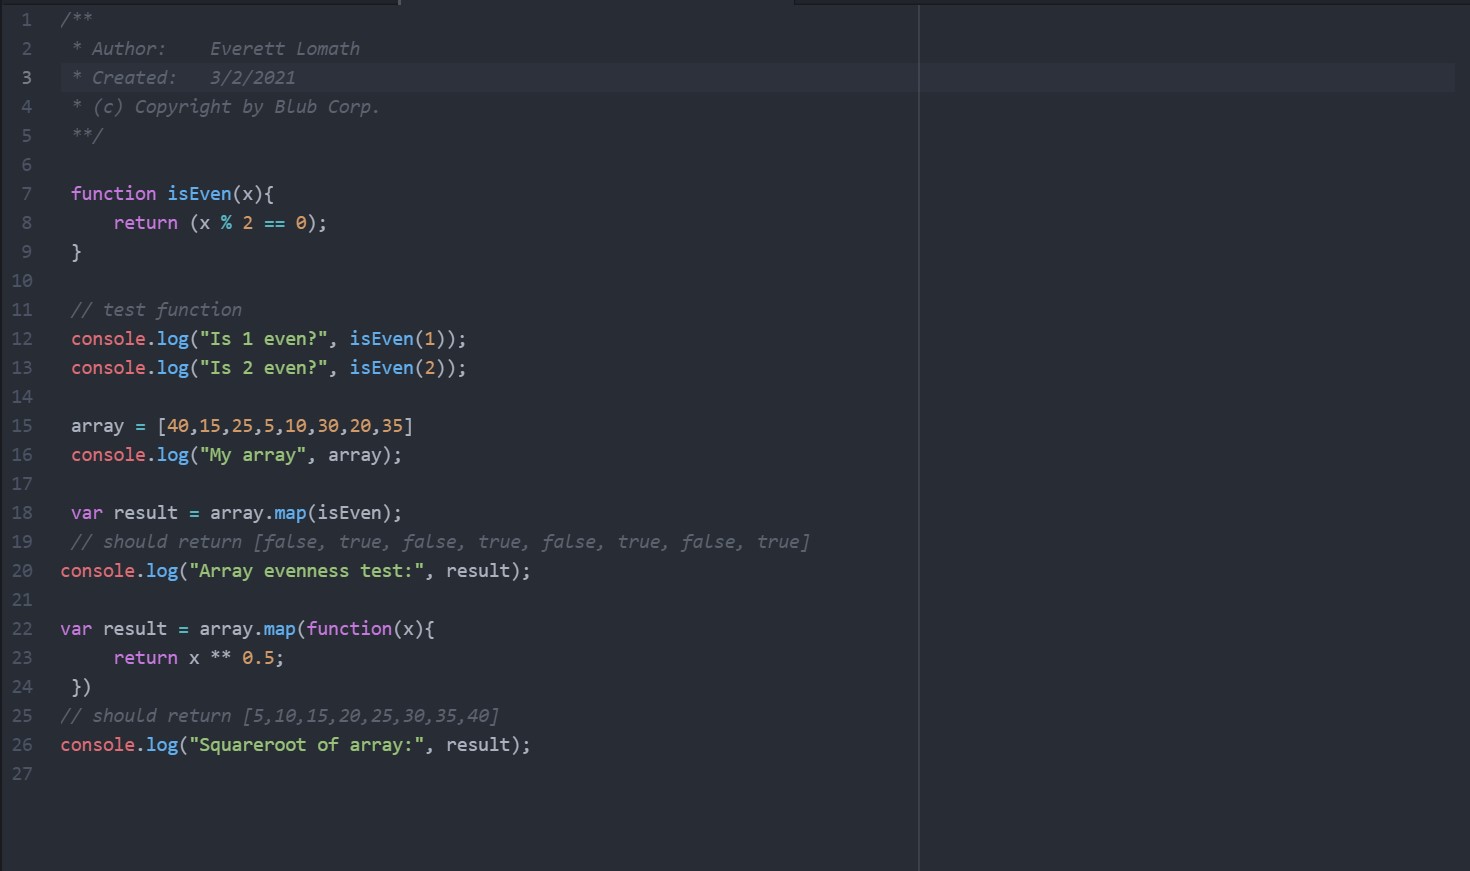 1 /**
2 * Author:    Everett Lomath
3 * Created:   3/2/2021
4 * (c) Copyright by Blub Corp.
5 **/
6
7 function isEven(x){
8     return (x % 2 == 0);
9 }
10
11 // test function
12 console.log("Is 1 even?", isEven(1));
13 console.log("Is 2 even?", isEven(2));
14
15 array = [40,15,25,5,10,30,20,35]
16 console.log("My array", array);
17
18 var result = array.map(isEven);
19 // should return [false, true, false, true, false, true, false, true]
20 console.log("Array evenness test:", result);
21
22 var result = array.map(function(x){
23     return x ** 0.5;
24 })
25 // should return [5,10,15,20,25,30,35,40]
26 console.log("Squareroot of array:", result);
27